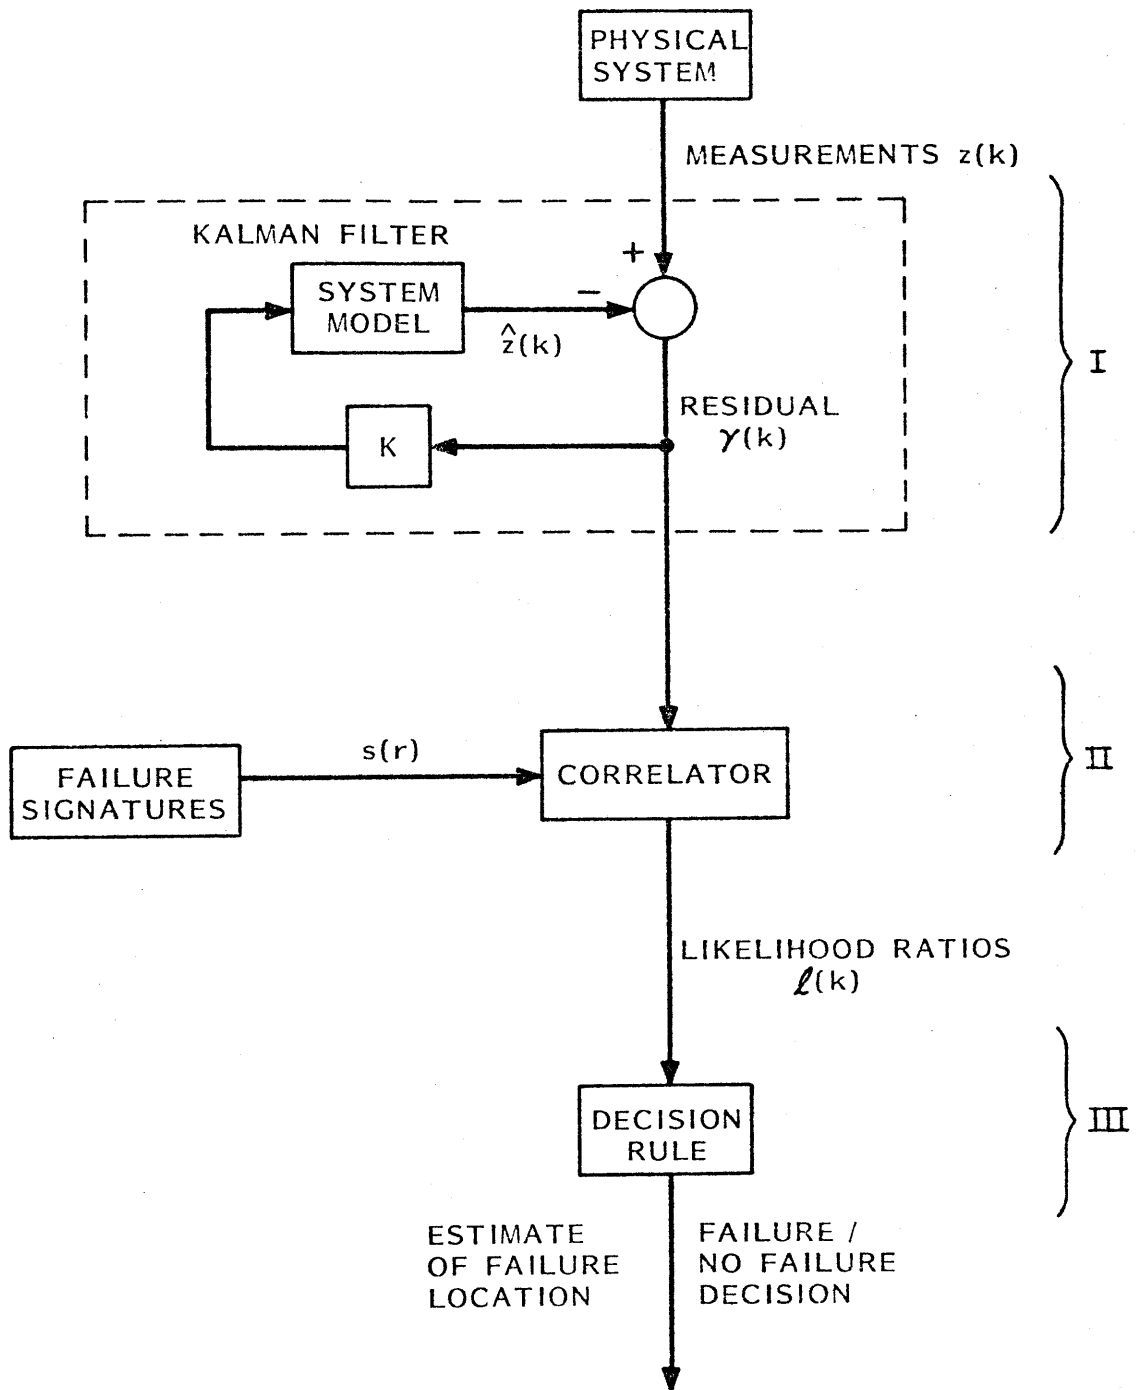 PHYSICAL
SYSTEM
MEASUREMENTS z(k)
KALMAN FILTER
+
SYSTEM
MODEL
−
ẑ(k)
I
RESIDUAL
γ(k)
K
FAILURE
SIGNATURES
s(r)
CORRELATOR
II
LIKELIHOOD RATIOS
ℓ(k)
DECISION
RULE
III
ESTIMATE
OF FAILURE
LOCATION
FAILURE /
NO FAILURE
DECISION